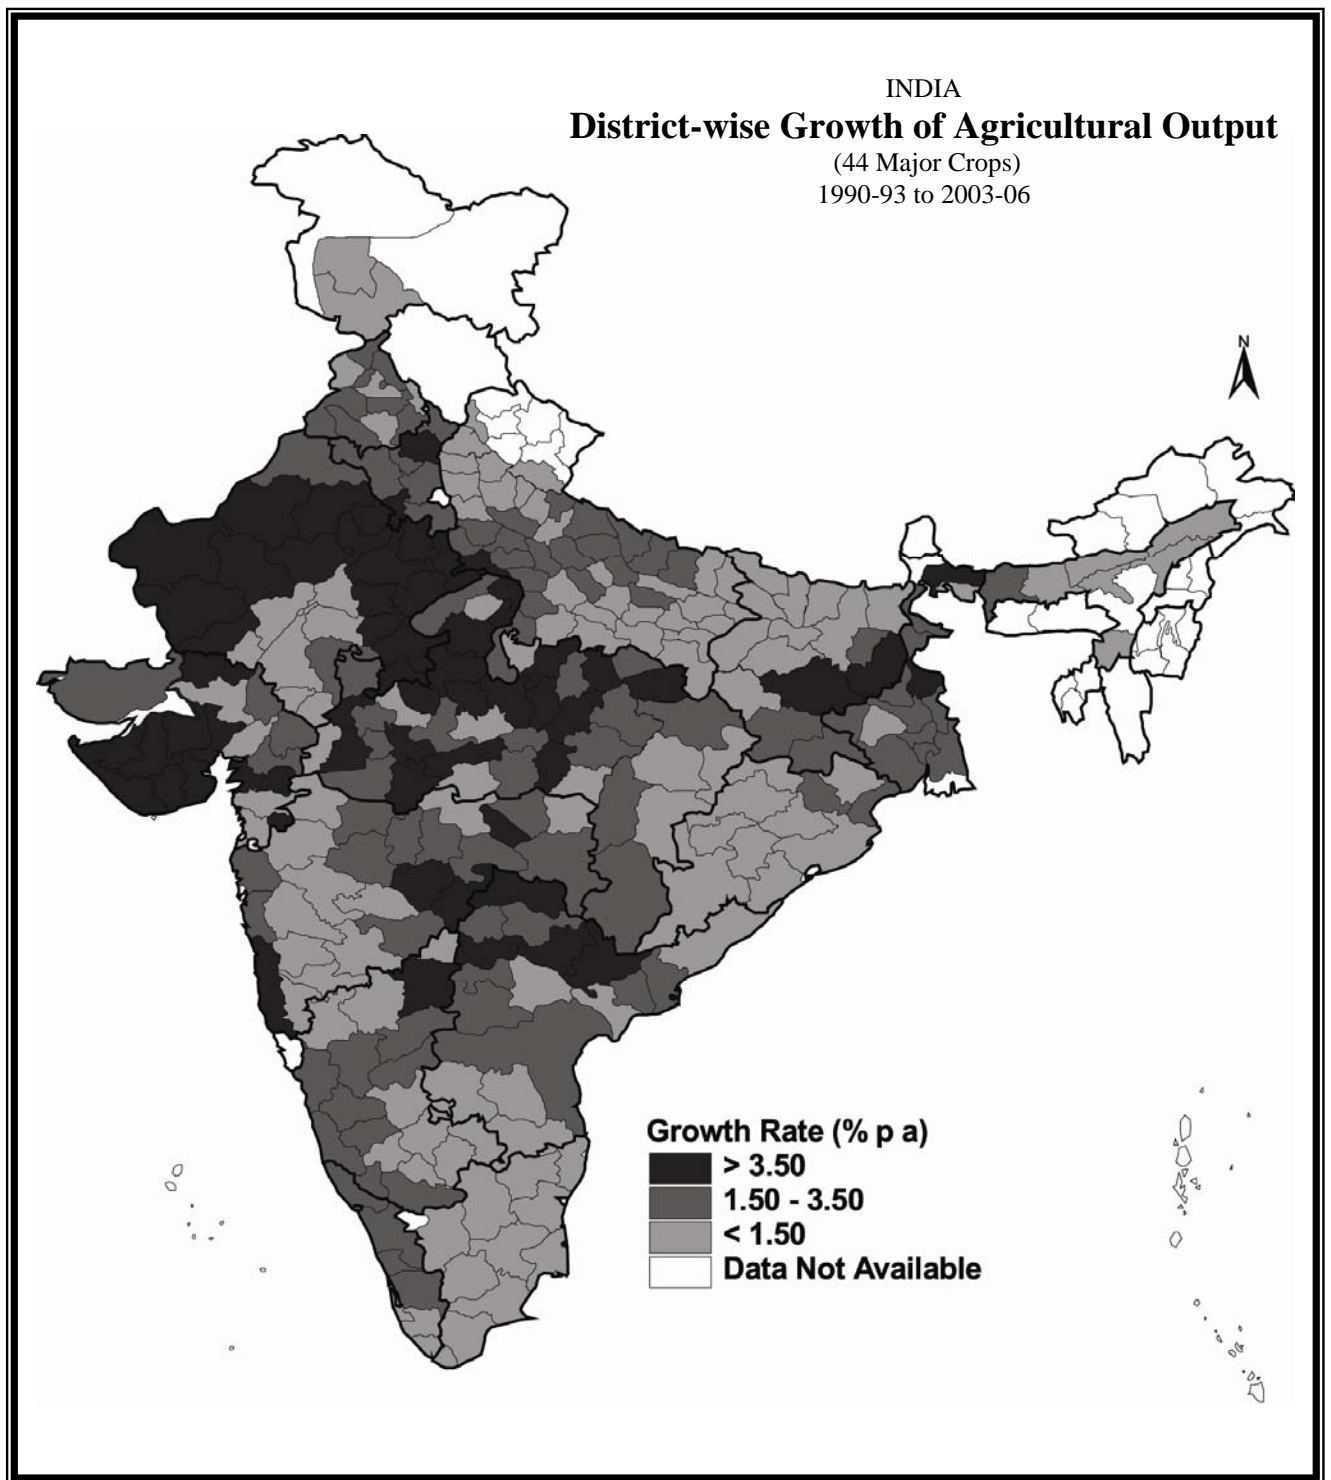 INDIA
District-wise Growth of Agricultural Output
(44 Major Crops)
1990-93 to 2003-06
N
Growth Rate (% p a)
> 3.50
1.50 - 3.50
< 1.50
Data Not Available